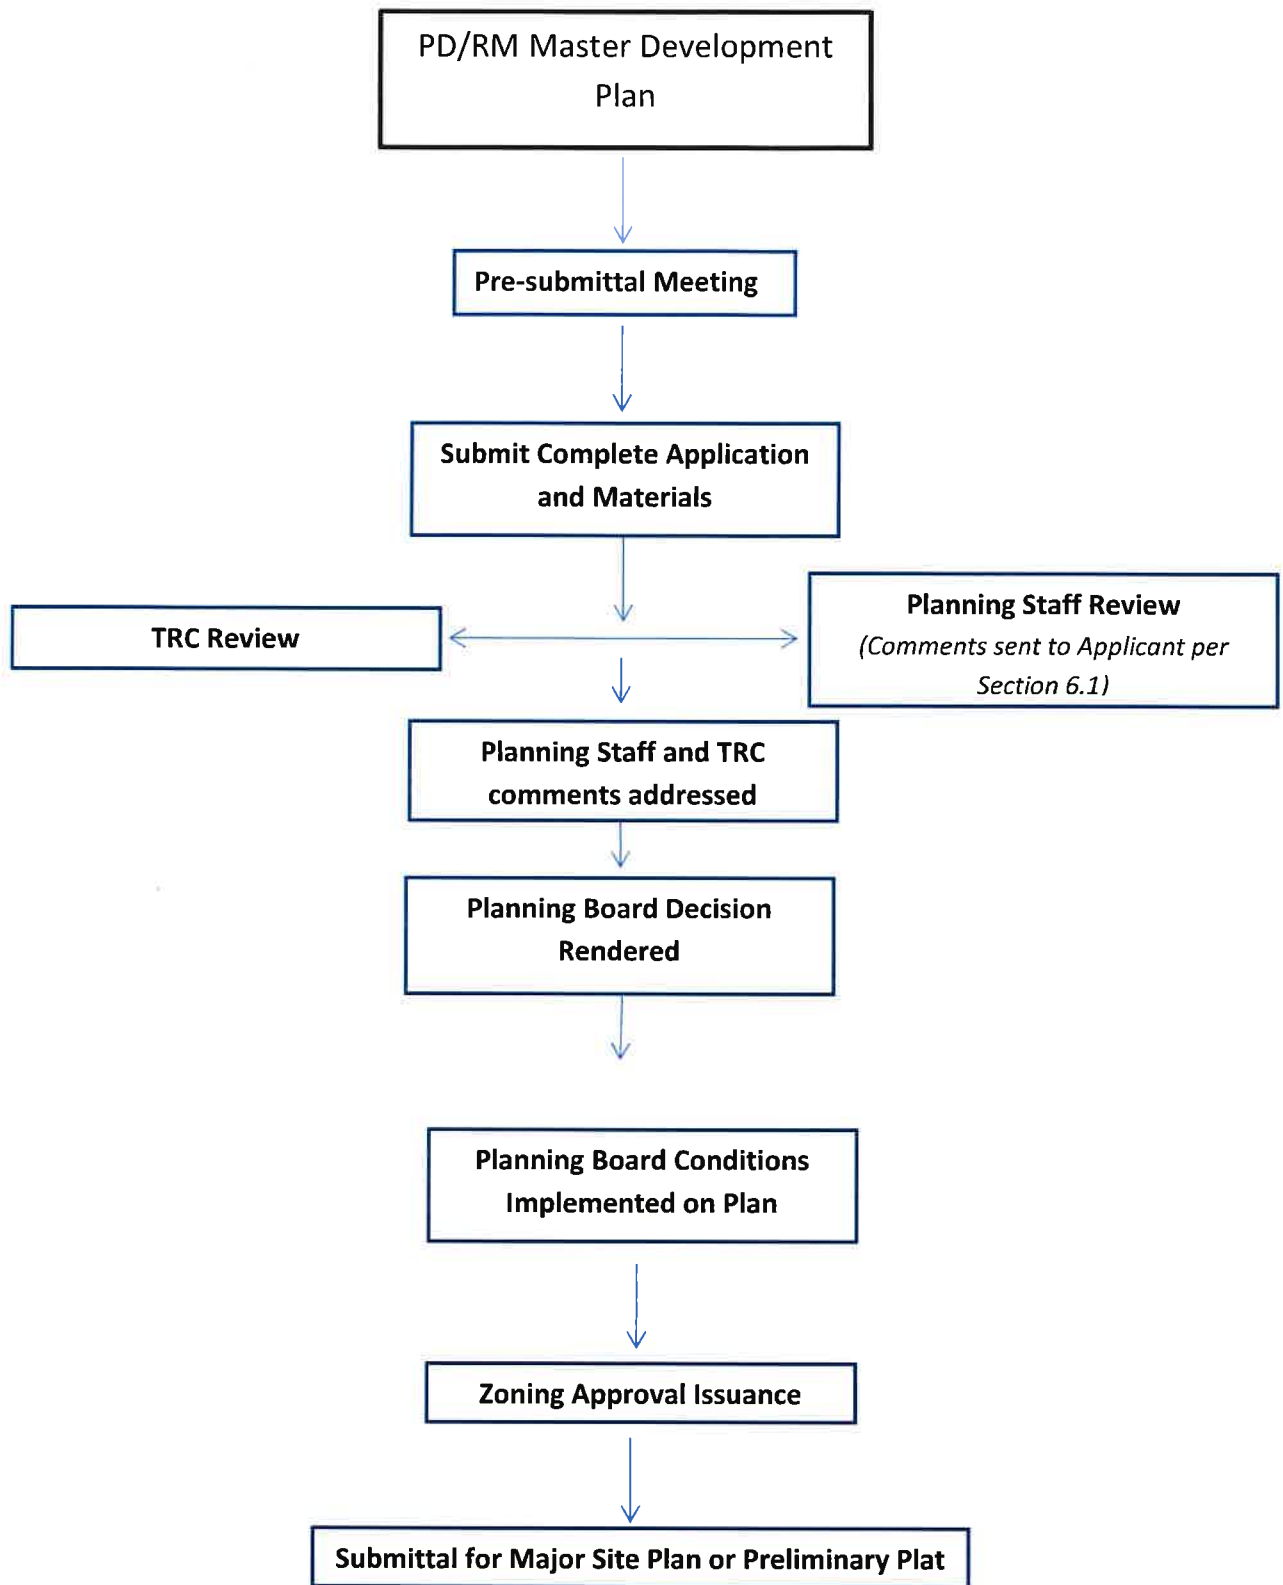 PD/RM Master Development
Plan
Pre-submittal Meeting
Submit Complete Application
and Materials
TRC Review
Planning Staff Review
(Comments sent to Applicant per
Section 6.1)
Planning Staff and TRC
comments addressed
Planning Board Decision
Rendered
Planning Board Conditions
Implemented on Plan
Zoning Approval Issuance
Submittal for Major Site Plan or Preliminary Plat